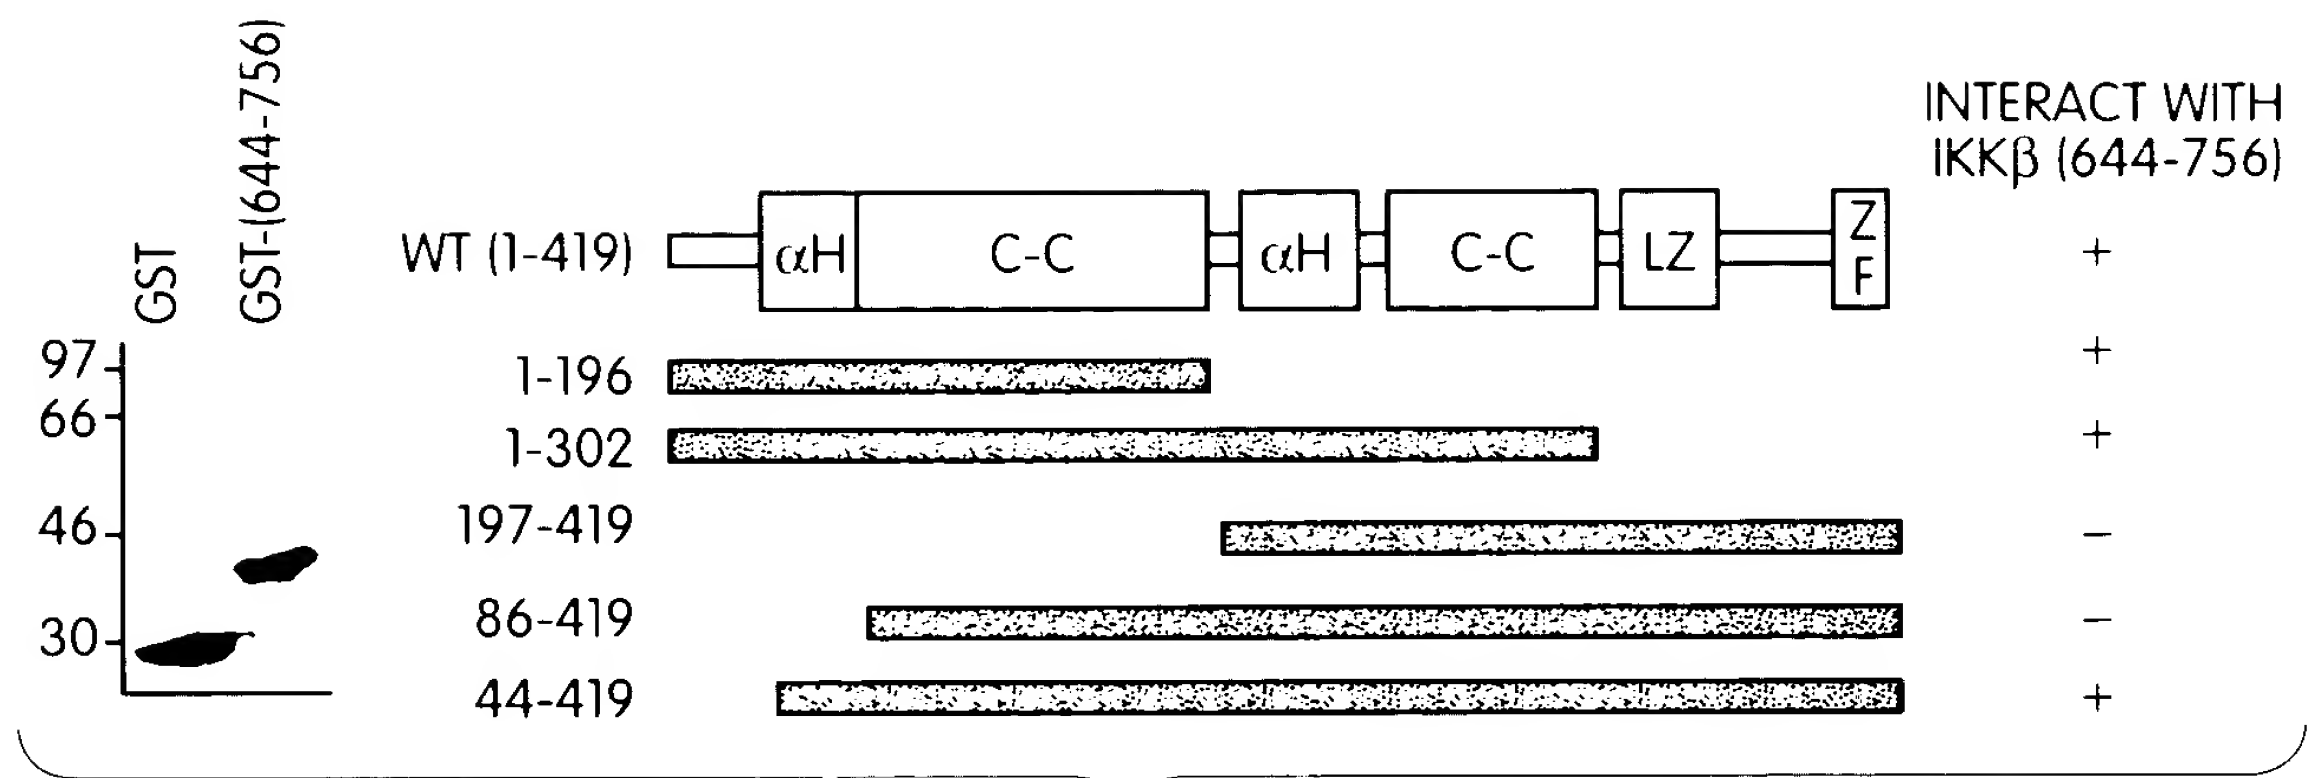 GST
GST-(644-756)
97
66
46
30
INTERACT WITH
IKKβ (644-756)
WT (1-419) αH C-C αH C-C LZ ZF +
1-196 +
1-302 +
197-419 −
86-419 −
44-419 +